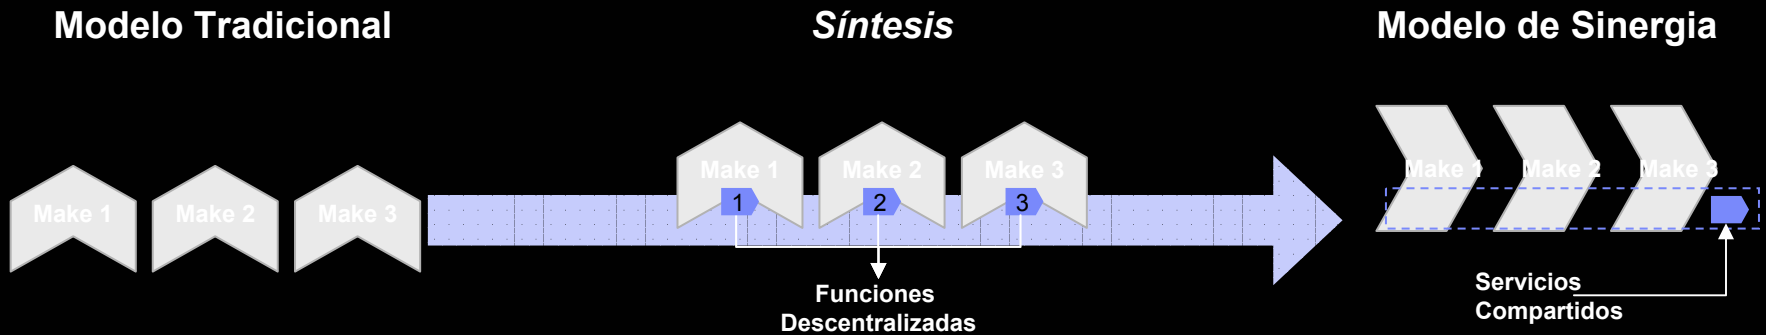 Modelo Tradicional
Síntesis
Modelo de Sinergia
Make 1
Make 2
Make 3
Make 1
Make 2
Make 3
1
2
3
Make 1
Make 2
Make 3
Funciones
Descentralizadas
Servicios
Compartidos